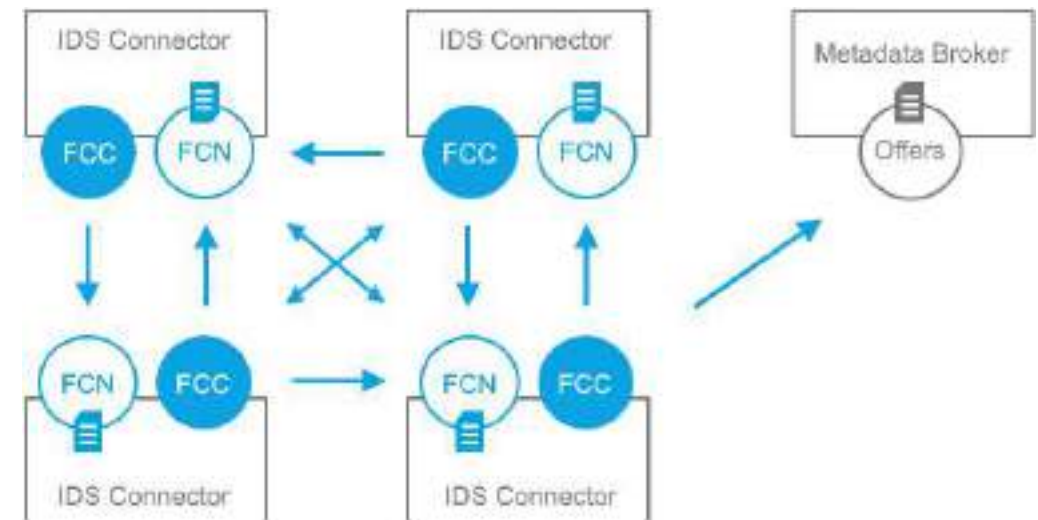 IDS Connector
IDS Connector
Metadata Broker
FCC
FCN
FCC
FCN
Offers
FCN
FCC
FCN
FCC
IDS Connector
IDS Connector